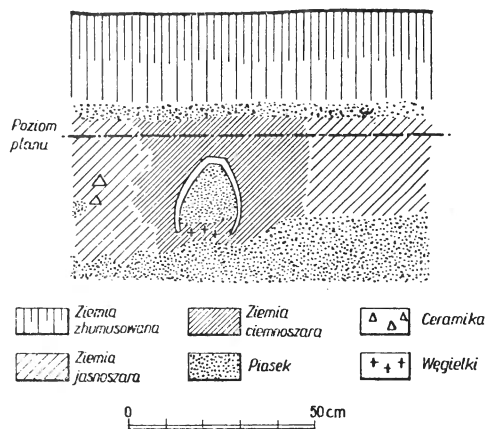 Poziom
planu
Ziemia
zhumusowana
Ziemia
ciemnoszara
Ceramika
Ziemia
jasnoszara
Piasek
Węgielki
0 50 cm